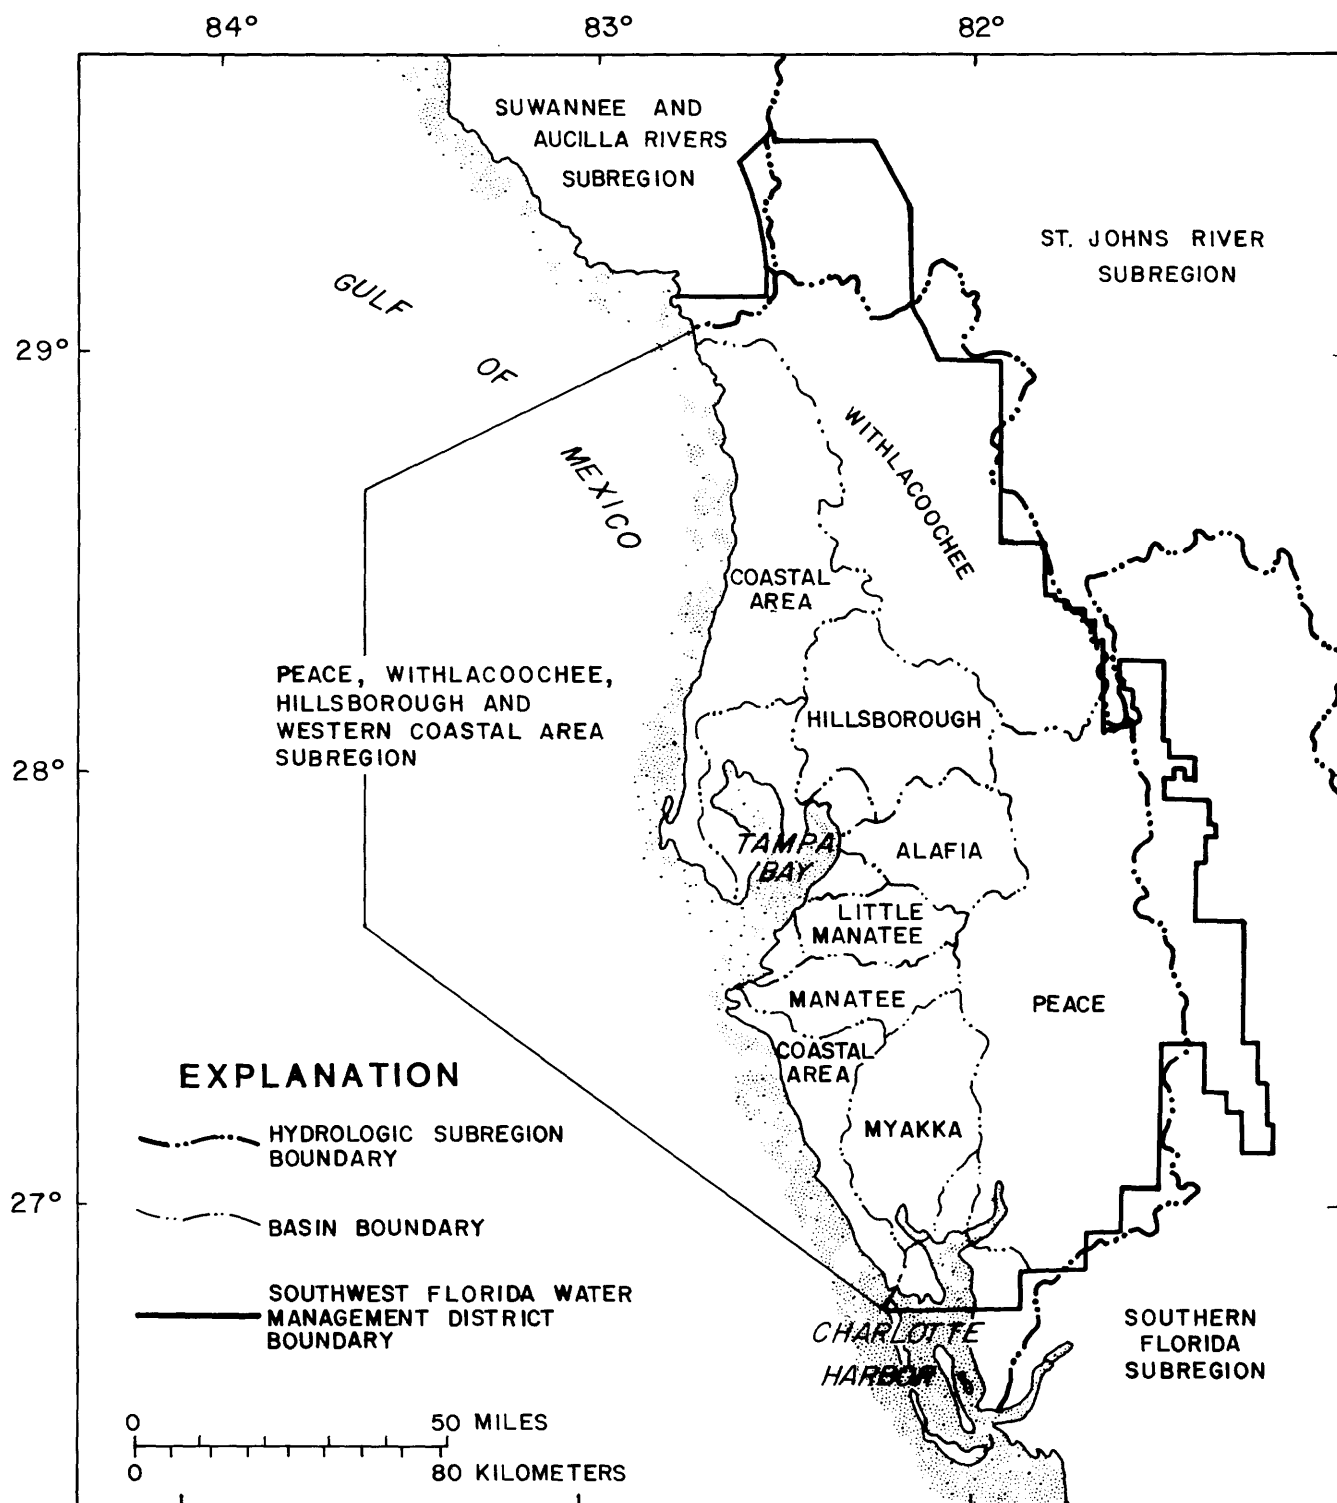 84° 83° 82°
SUWANNEE AND
AUCILLA RIVERS
SUBREGION
ST. JOHNS RIVER
SUBREGION
GULF
OF
MEXICO
29°
WITHLACOOCHEE
COASTAL
AREA
PEACE, WITHLACOOCHEE,
HILLSBOROUGH AND
WESTERN COASTAL AREA
SUBREGION
HILLSBOROUGH
28°
TAMPA
BAY
ALAFIA
LITTLE
MANATEE
MANATEE
PEACE
COASTAL
AREA
MYAKKA
27°
CHARLOTTE
HARBOR
SOUTHERN
FLORIDA
SUBREGION
EXPLANATION
HYDROLOGIC SUBREGION
BOUNDARY
BASIN BOUNDARY
SOUTHWEST FLORIDA WATER
MANAGEMENT DISTRICT
BOUNDARY
0 50 MILES
0 80 KILOMETERS